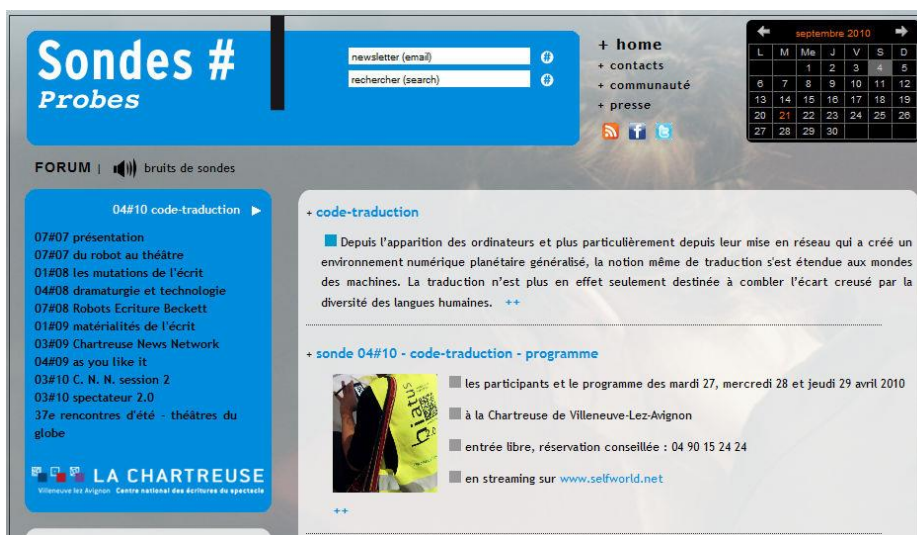 Sondes #
Probes
newsletter (email) #
rechercher (search) #
+ home
+ contacts
+ communauté
+ presse
septembre 2010
L M Me J V S D
1 2 3 4 5
6 7 8 9 10 11 12
13 14 15 16 17 18 19
20 21 22 23 24 25 26
27 28 29 30
FORUM | bruits de sondes
04#10 code-traduction
07#07 présentation
07#07 du robot au théâtre
01#08 les mutations de l'écrit
04#08 dramaturgie et technologie
07#08 Robots Ecriture Beckett
01#09 matérialités de l'écrit
03#09 Chartreuse News Network
04#09 as you like it
03#10 C. N. N. session 2
03#10 spectateur 2.0
37e rencontres d'été - théâtres du
globe
LA CHARTREUSE
Villeneuve lez Avignon Centre national des écritures du spectacle
+ code-traduction
Depuis l'apparition des ordinateurs et plus particulièrement depuis leur mise en réseau qui a créé un
environnement numérique planétaire généralisé, la notion même de traduction s'est étendue aux mondes
des machines. La traduction n’est plus en effet seulement destinée à combler l’écart creusé par la
diversité des langues humaines. ++
+ sonde 04#10 - code-traduction - programme
hiatus
2.0
les participants et le programme des mardi 27, mercredi 28 et jeudi 29 avril 2010
à la Chartreuse de Villeneuve-Lez-Avignon
entrée libre, réservation conseillée : 04 90 15 24 24
en streaming sur www.selfworld.net
++